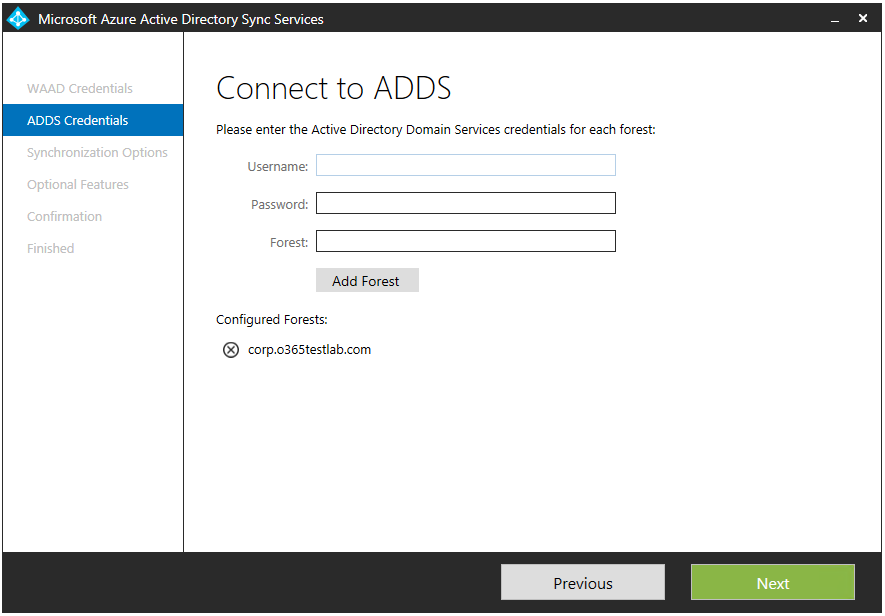 Microsoft Azure Active Directory Sync Services
WAAD Credentials
ADDS Credentials
Synchronization Options
Optional Features
Confirmation
Finished
Connect to ADDS
Please enter the Active Directory Domain Services credentials for each forest:
Username:
Password:
Forest:
Add Forest
Configured Forests:
corp.o365testlab.com
Previous
Next